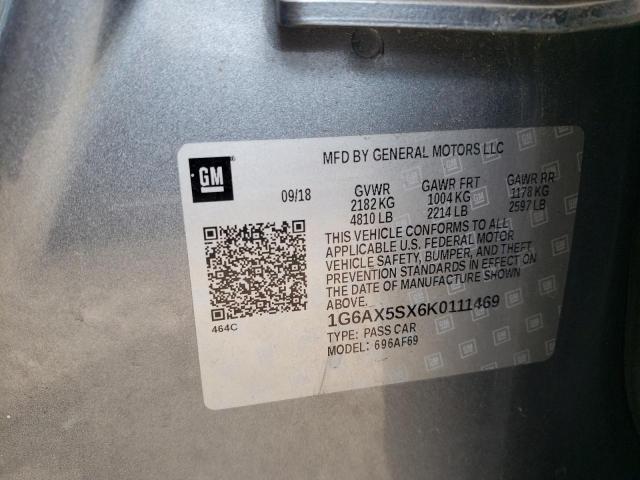 MFD BY GENERAL MOTORS LLC
GM
09/18
GVWR GAWR FRT GAWR RR
2182 KG 1004 KG 1178 KG
4810 LB 2214 LB 2597 LB
THIS VEHICLE CONFORMS TO ALL
APPLICABLE U.S. FEDERAL MOTOR
VEHICLE SAFETY, BUMPER, AND THEFT
PREVENTION STANDARDS IN EFFECT ON
THE DATE OF MANUFACTURE SHOWN
ABOVE.
464C
1G6AX5SX6K0111469
TYPE: PASS CAR
MODEL: 696AF69